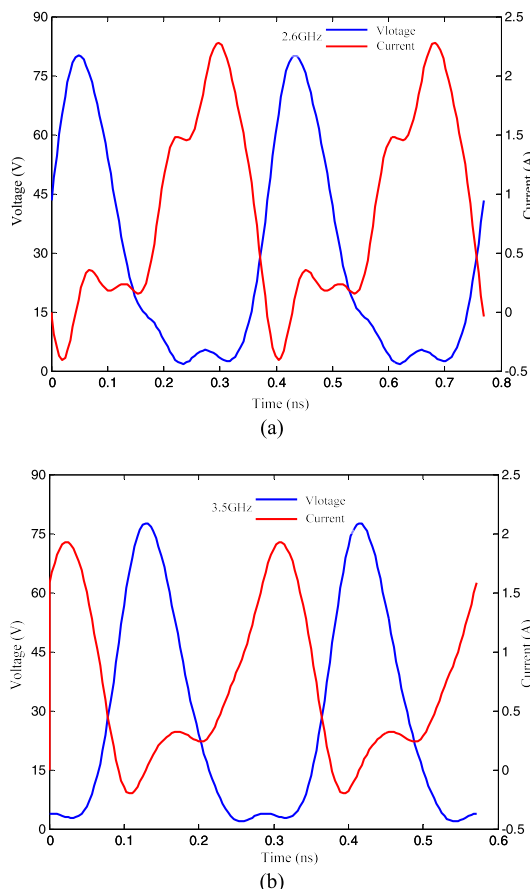 90
75
60
45
30
15
0
Voltage (V)
2.6GHz
Vlotage
Current
2.5
2
1.5
1
0.5
0
-0.5
Current (A)
0 0.1 0.2 0.3 0.4 0.5 0.6 0.7 0.8
Time (ns)
(a)
90
75
60
45
30
15
0
Voltage (V)
3.5GHz
Vlotage
Current
2.5
2
1.5
1
0.5
0
-0.5
Current (A)
0 0.1 0.2 0.3 0.4 0.5 0.6
Time (ns)
(b)